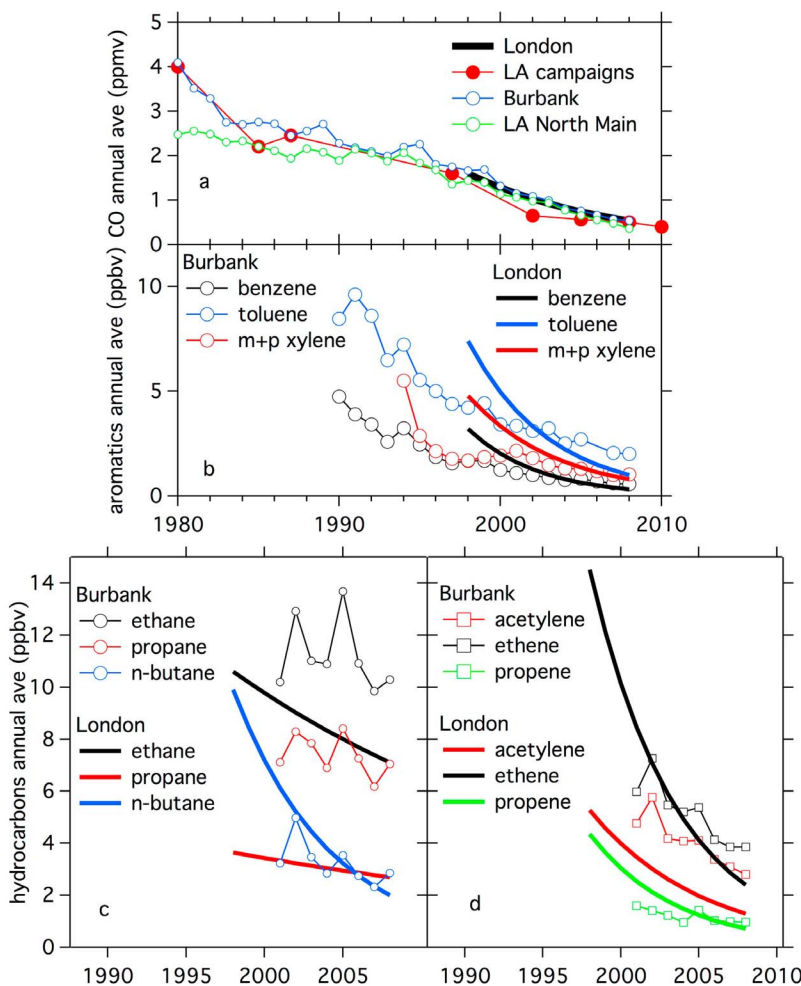 CO annual ave (ppmv)
5
4
3
2
1
0
London
LA campaigns
Burbank
LA North Main
a
aromatics annual ave (ppbv)
10
5
0
Burbank
benzene
toluene
m+p xylene
London
benzene
toluene
m+p xylene
b
1980 1990 2000 2010
hydrocarbons annual ave (ppbv)
14
12
10
8
6
4
2
0
Burbank
ethane
propane
n-butane
London
ethane
propane
n-butane
c
1990 1995 2000 2005
Burbank
acetylene
ethene
propene
London
acetylene
ethene
propene
d
1990 1995 2000 2005 2010